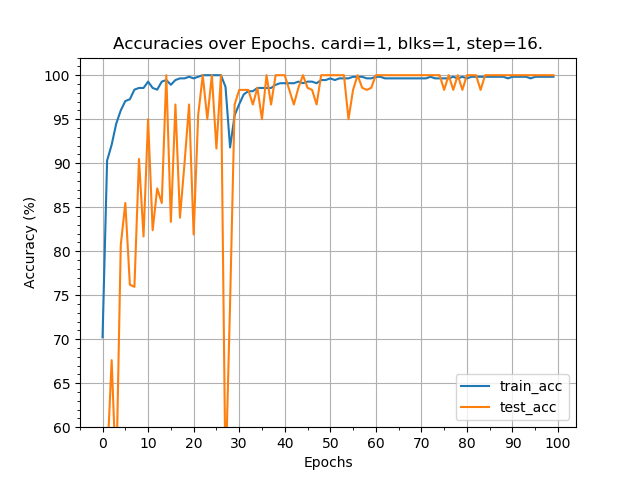 Accuracies over Epochs. cardi=1, blks=1, step=16.
100
95
90
85
80
75
70
65
60
Accuracy (%)
train_acc
test_acc
0 10 20 30 40 50 60 70 80 90 100
Epochs